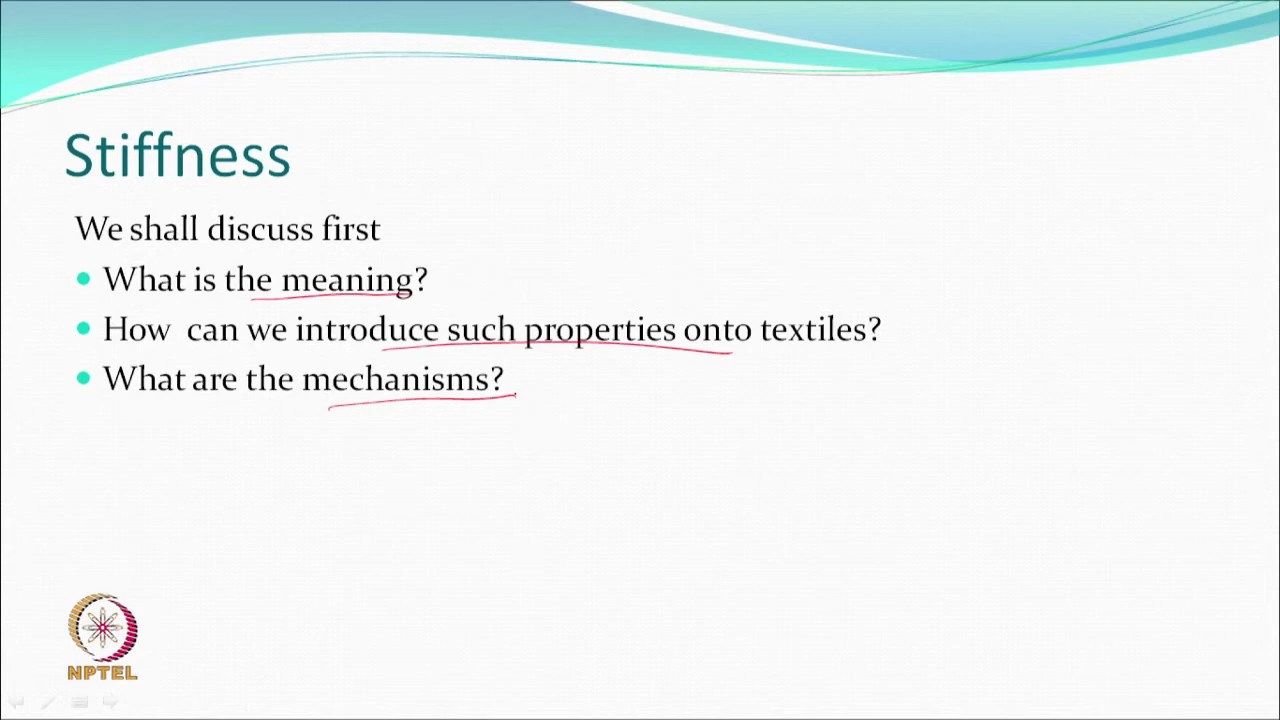 Stiffness
We shall discuss first
What is the meaning?
How can we introduce such properties onto textiles?
What are the mechanisms?
NPTEL